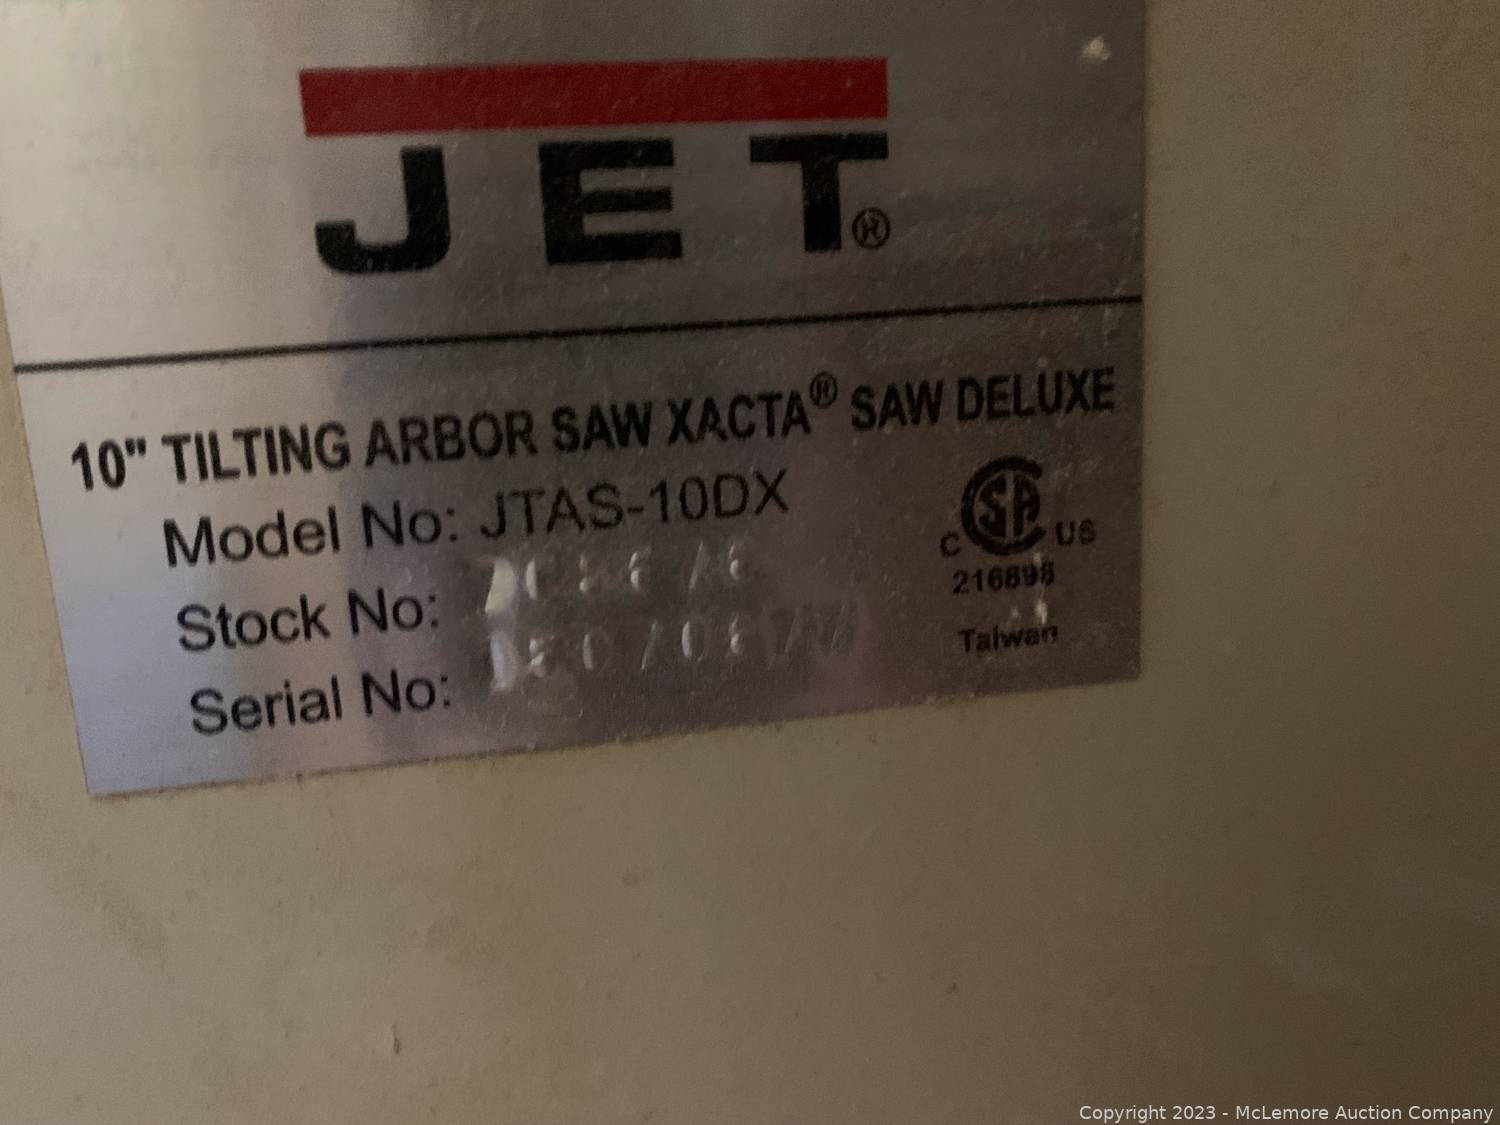 JET®
10" TILTING ARBOR SAW XACTA® SAW DELUXE
Model No: JTAS-10DX
Stock No:
Serial No:
CSA
C US
216898
Taiwan
Copyright 2023 - McLemore Auction Company